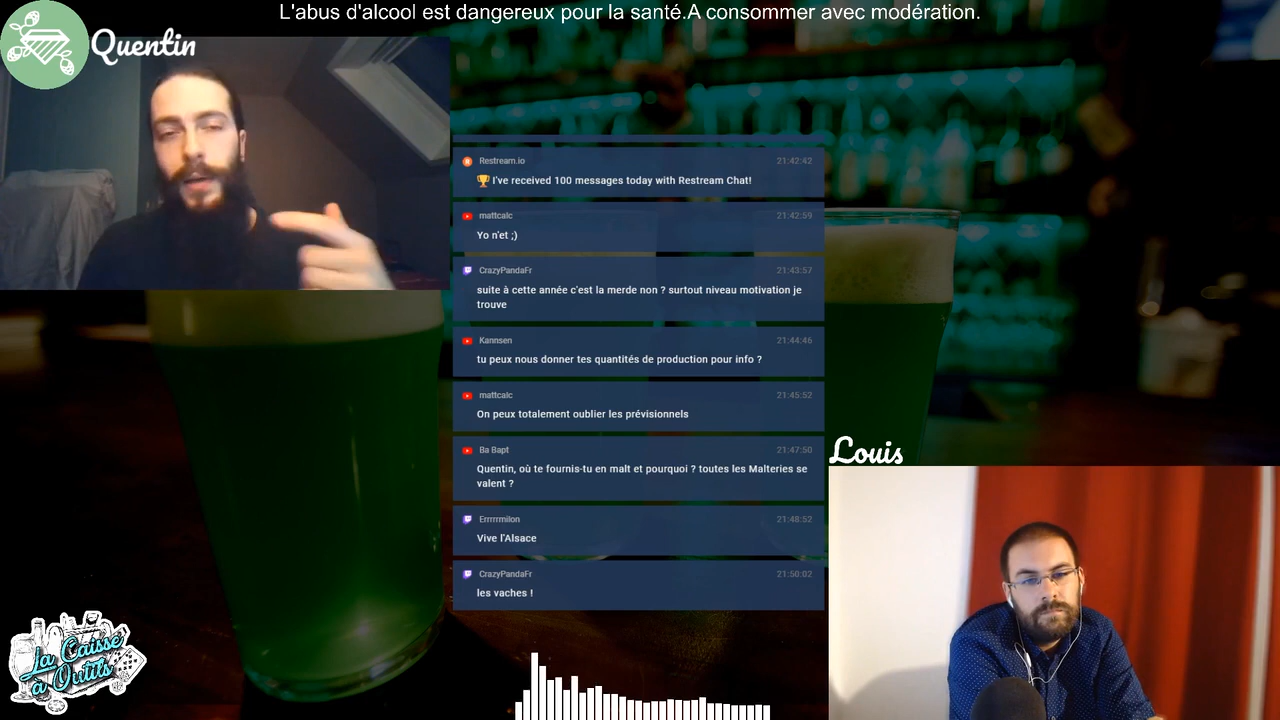 L'abus d'alcool est dangereux pour la santé.A consommer avec modération.
Quentin
Restream.io 21:42:42
I've received 100 messages today with Restream Chat!
mattcalc 21:42:59
Yo n'et ;)
CrazyPandaFr 21:43:57
suite à cette année c'est la merde non ? surtout niveau motivation je
trouve
Kannsen 21:44:46
tu peux nous donner tes quantités de production pour info ?
mattcalc 21:45:52
On peux totalement oublier les prévisionnels
Ba Bapt 21:47:50
Quentin, où te fournis-tu en malt et pourquoi ? toutes les Malteries se
valent ?
Errrrrmilon 21:48:52
Vive l'Alsace
CrazyPandaFr 21:50:02
les vaches !
Louis
La Caisse
à Outils